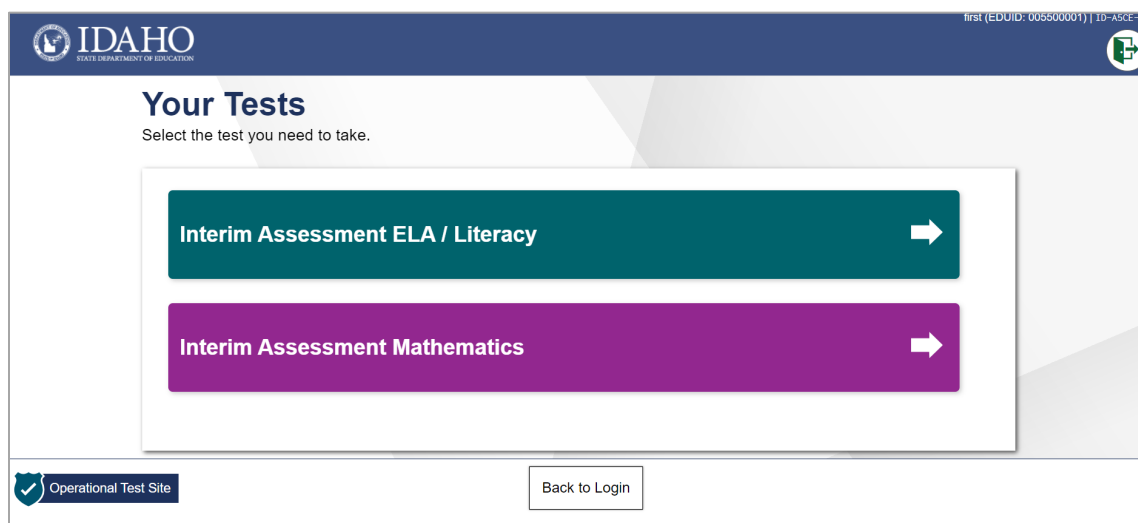 first (EDUID: 005500001) | ID-A5CE-
IDAHO
STATE DEPARTMENT OF EDUCATION
Your Tests
Select the test you need to take.
Interim Assessment ELA / Literacy
Interim Assessment Mathematics
Operational Test Site
Back to Login